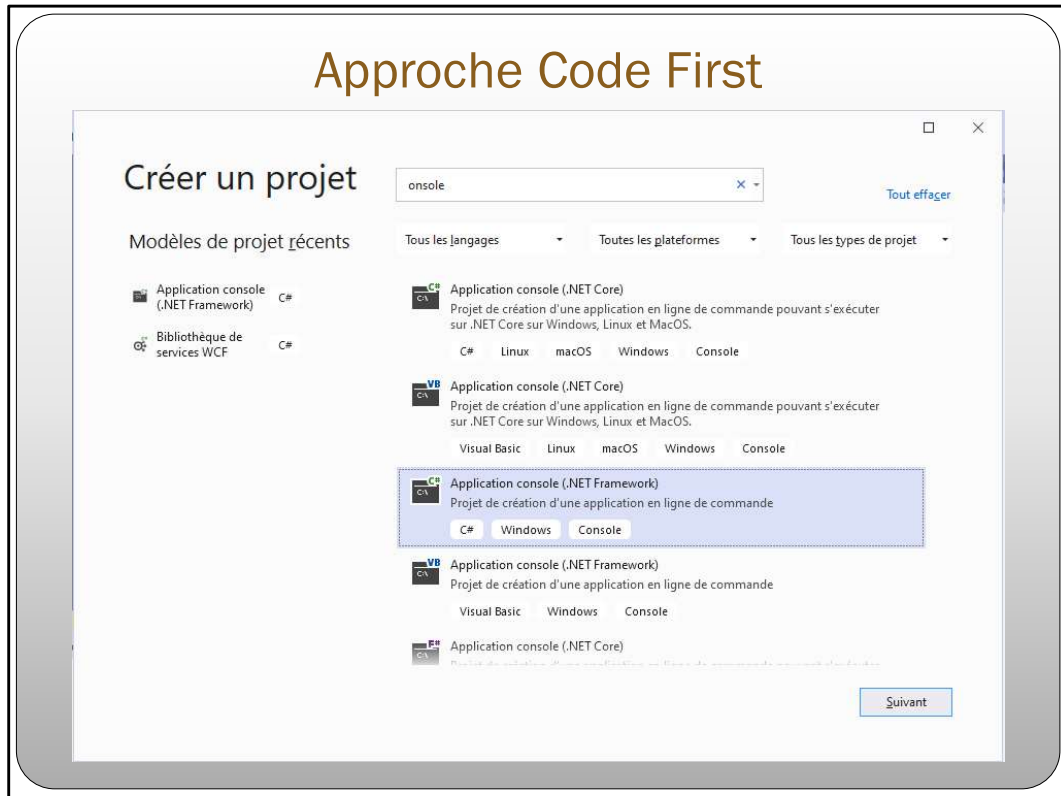 Approche Code First
Créer un projet
onsole
Tout effacer
Modèles de projet récents
Tous les langages
Toutes les plateformes
Tous les types de projet
Application console
(.NET Framework)
C#
Bibliothèque de
services WCF
C#
C#
C:\
Application console (.NET Core)
Projet de création d'une application en ligne de commande pouvant s'exécuter
sur .NET Core sur Windows, Linux et MacOS.
C# Linux macOS Windows Console
VB
C:\
Application console (.NET Core)
Projet de création d'une application en ligne de commande pouvant s'exécuter
sur .NET Core sur Windows, Linux et MacOS.
Visual Basic Linux macOS Windows Console
C#
C:\
Application console (.NET Framework)
Projet de création d'une application en ligne de commande
C# Windows Console
VB
C:\
Application console (.NET Framework)
Projet de création d'une application en ligne de commande
Visual Basic Windows Console
F#
C:\
Application console (.NET Core)
Suivant